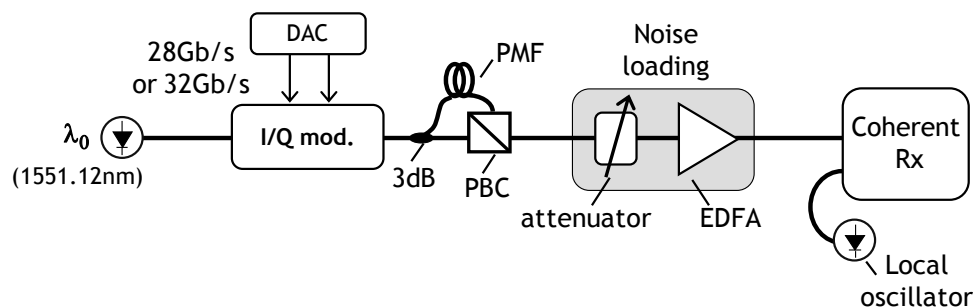 DAC
28Gb/s
or 32Gb/s
PMF
Noise
loading
λ0
I/Q mod.
Coherent
Rx
(1551.12nm)
3dB
PBC
attenuator
EDFA
Local
oscillator